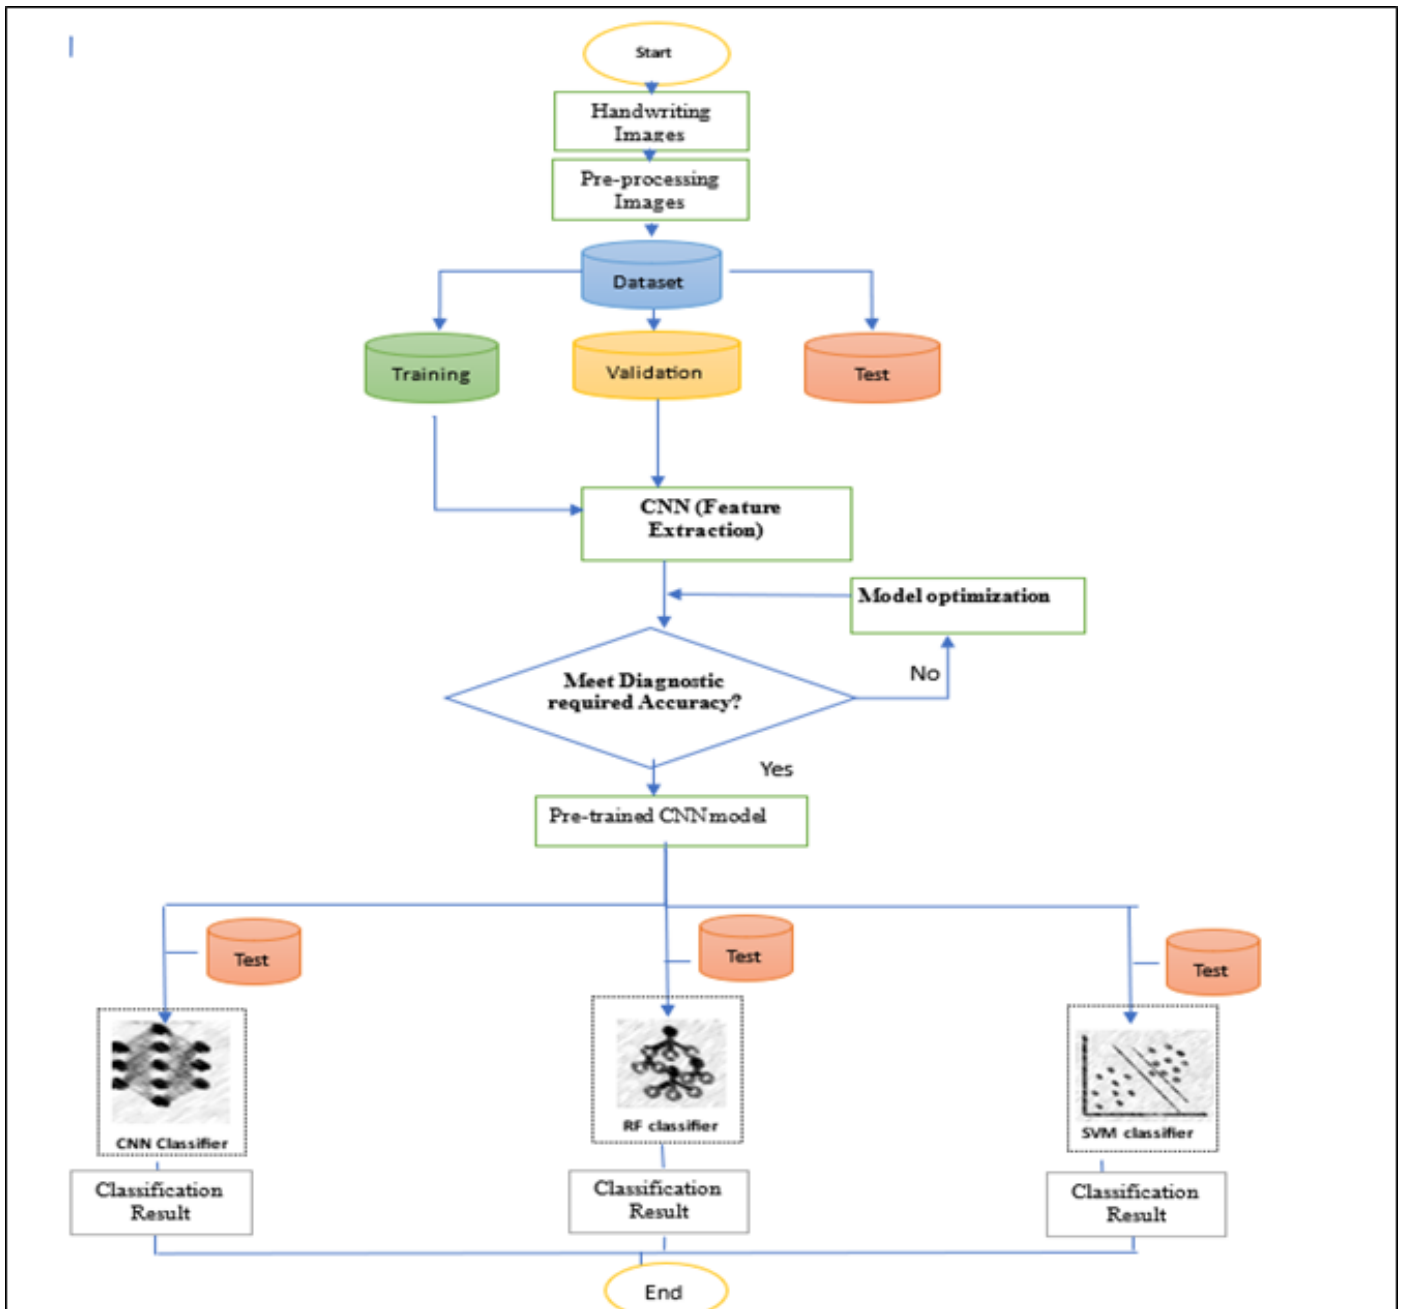 Start
Handwriting
Images
Pre-processing
Images
Dataset
Training
Validation
Test
CNN (Feature
Extraction)
Model optimization
No
Meet Diagnostic
required Accuracy?
Yes
Pre-trained CNN model
Test
Test
Test
CNN Classifier
RF classifier
SVM classifier
Classification
Result
Classification
Result
Classification
Result
End